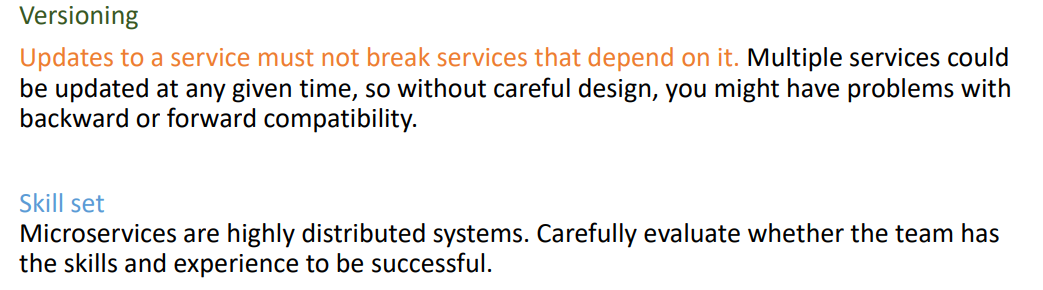 Versioning
Updates to a service must not break services that depend on it. Multiple services could
be updated at any given time, so without careful design, you might have problems with
backward or forward compatibility.
Skill set
Microservices are highly distributed systems. Carefully evaluate whether the team has
the skills and experience to be successful.